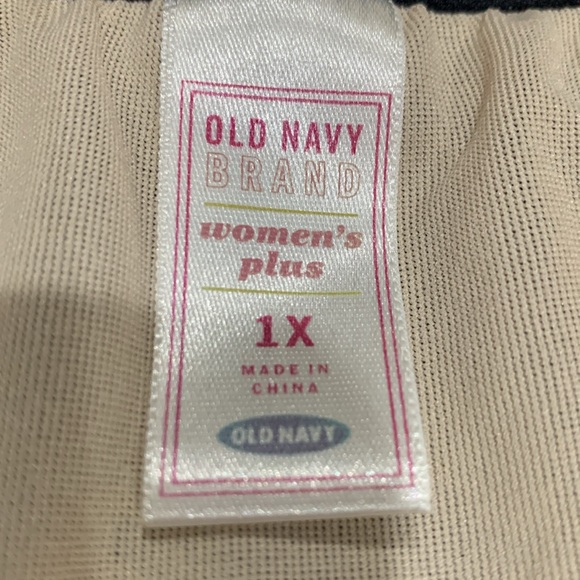 OLD NAVY
BRAND
women's
plus
1X
MADE IN
CHINA
OLD NAVY